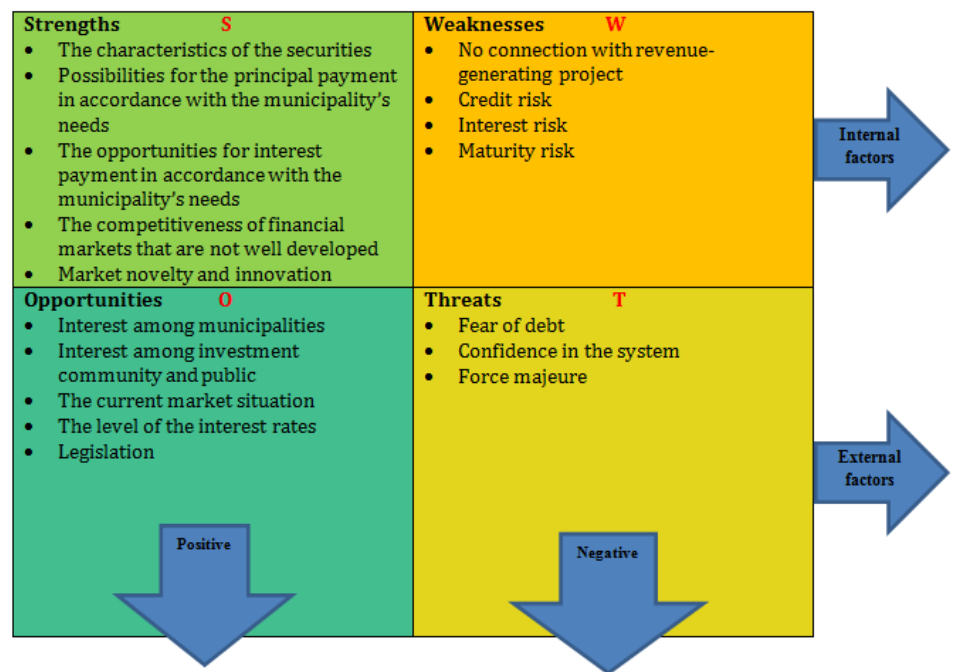 Strengths S
• The characteristics of the securities
• Possibilities for the principal payment
in accordance with the municipality's
needs
• The opportunities for interest
payment in accordance with the
municipality's needs
• The competitiveness of financial
markets that are not well developed
• Market novelty and innovation
Weaknesses W
• No connection with revenue-
generating project
• Credit risk
• Interest risk
• Maturity risk
Internal
factors
Opportunities O
• Interest among municipalities
• Interest among investment
community and public
• The current market situation
• The level of the interest rates
• Legislation
Threats T
• Fear of debt
• Confidence in the system
• Force majeure
External
factors
Positive
Negative